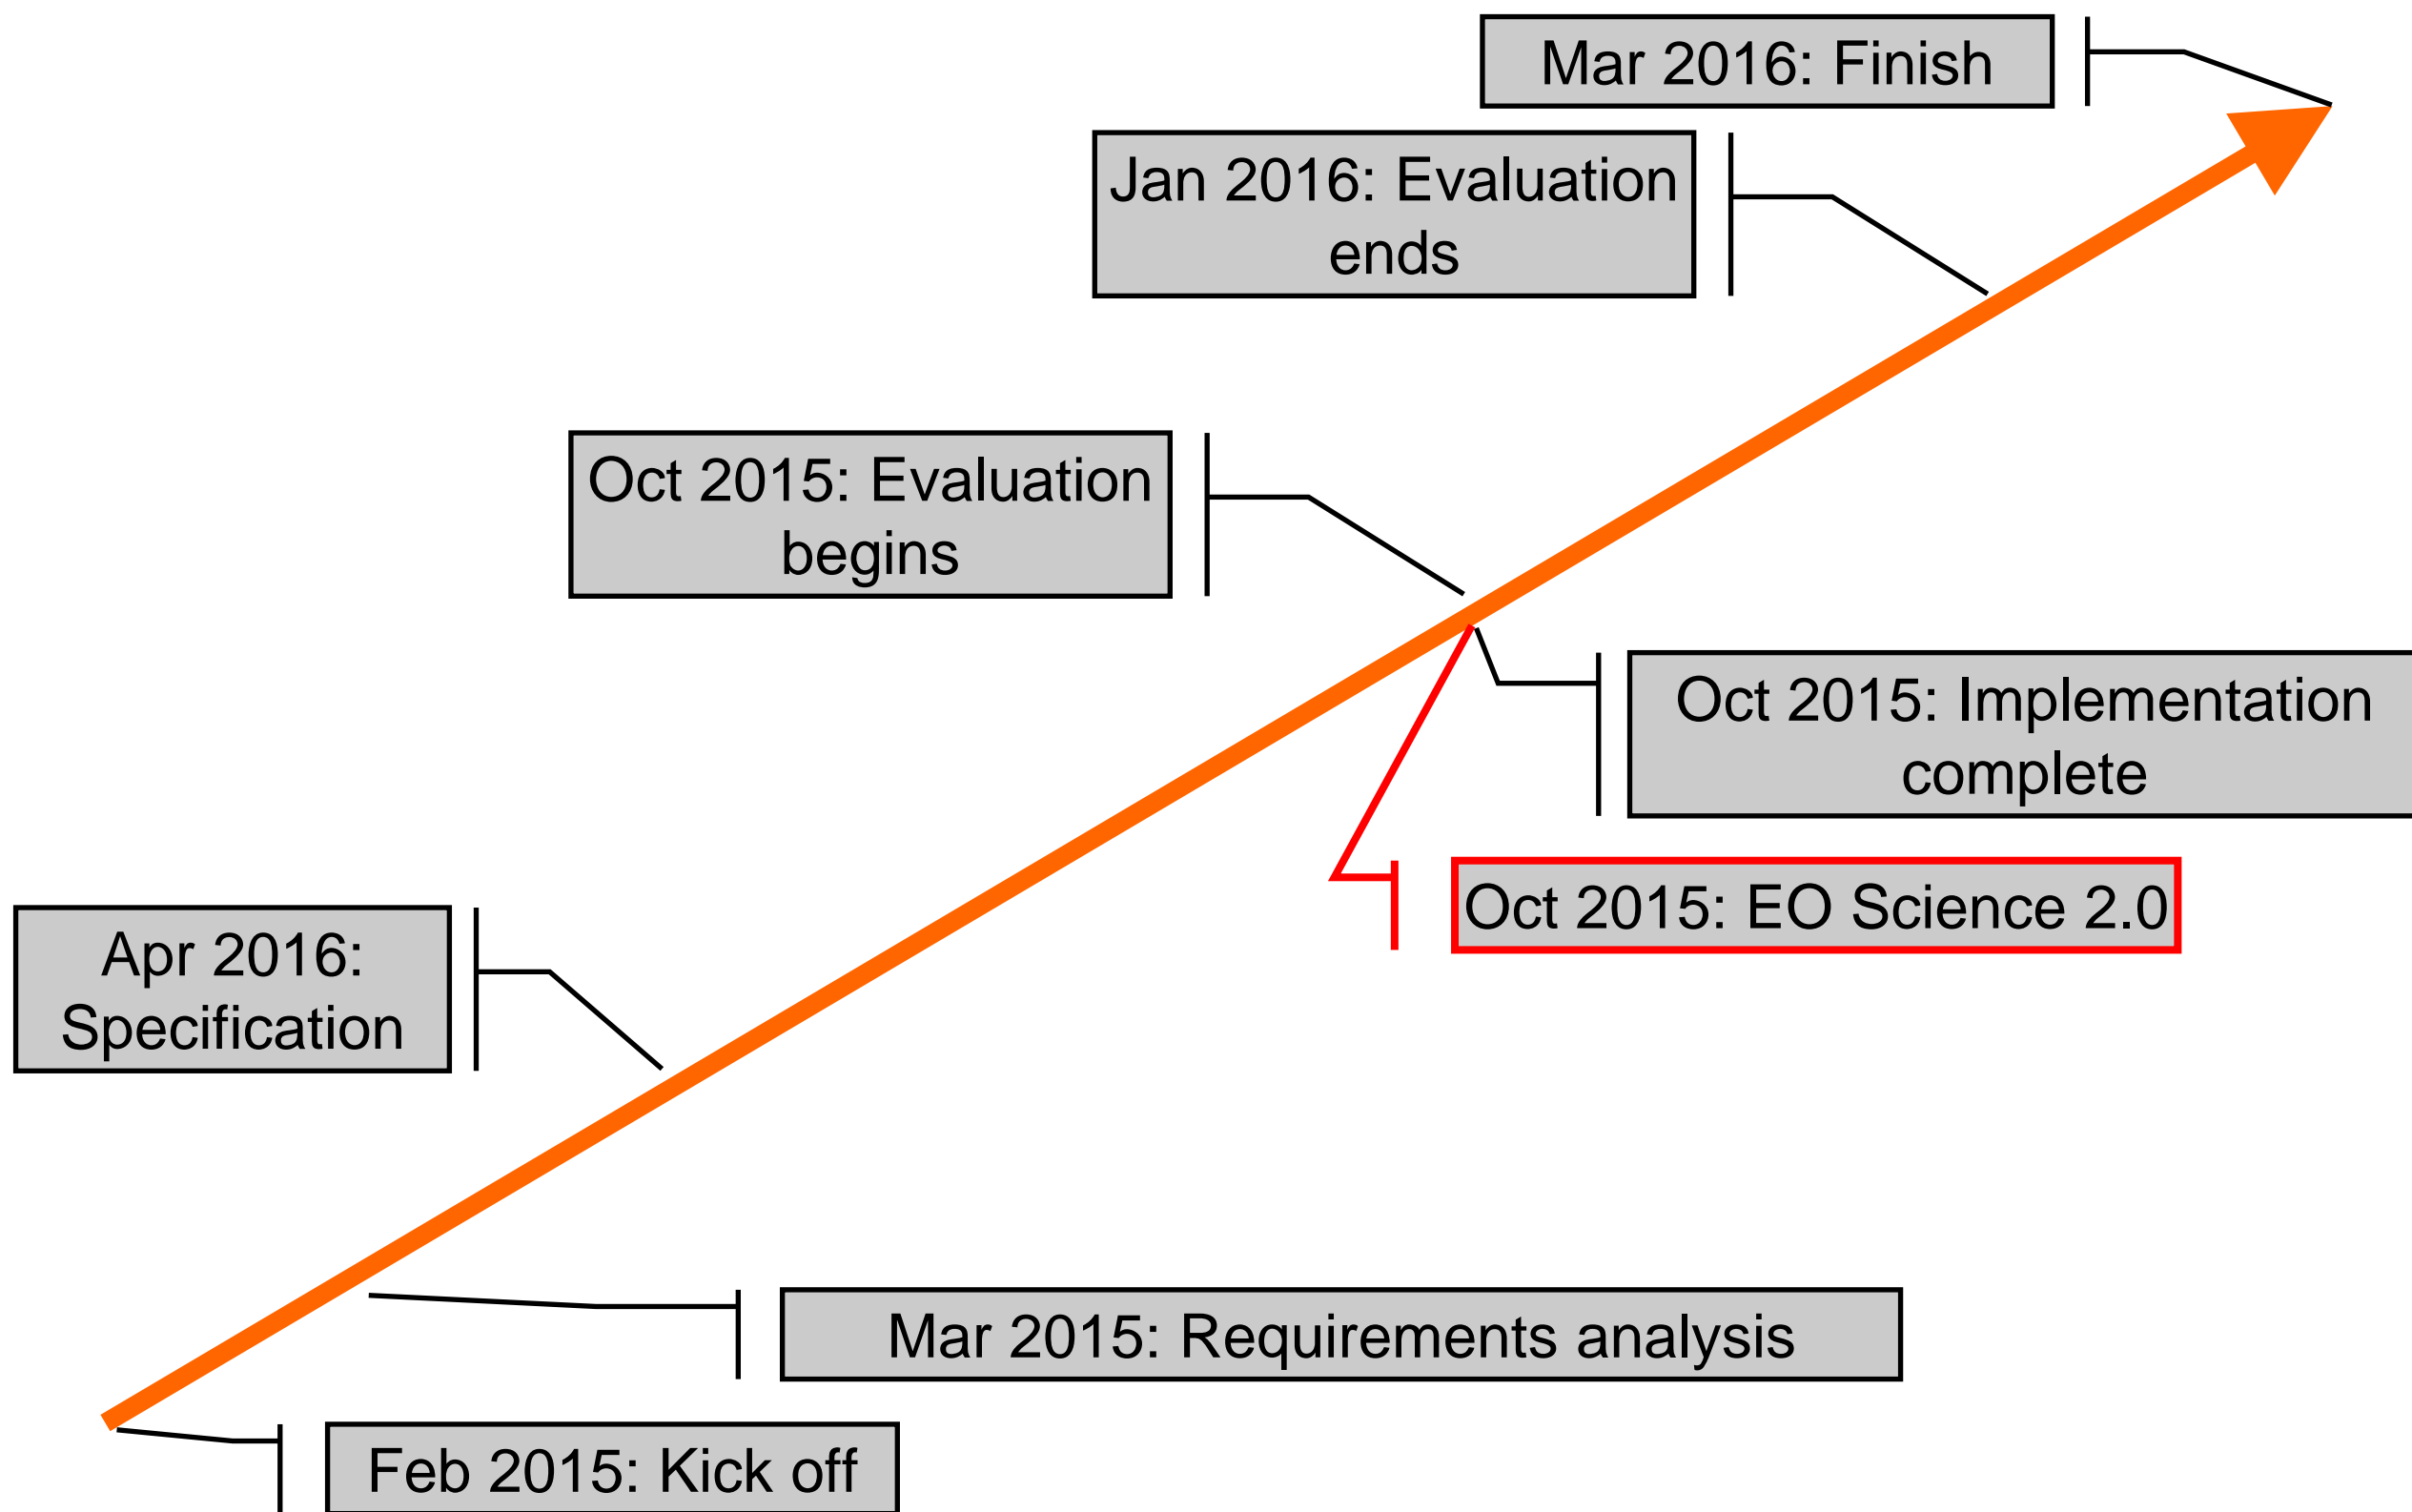 Mar 2016: Finish
Jan 2016: Evaluation
ends
Oct 2015: Evaluation
begins
Oct 2015: Implementation
complete
Oct 2015: EO Science 2.0
Apr 2016:
Specification
Mar 2015: Requirements analysis
Feb 2015: Kick off